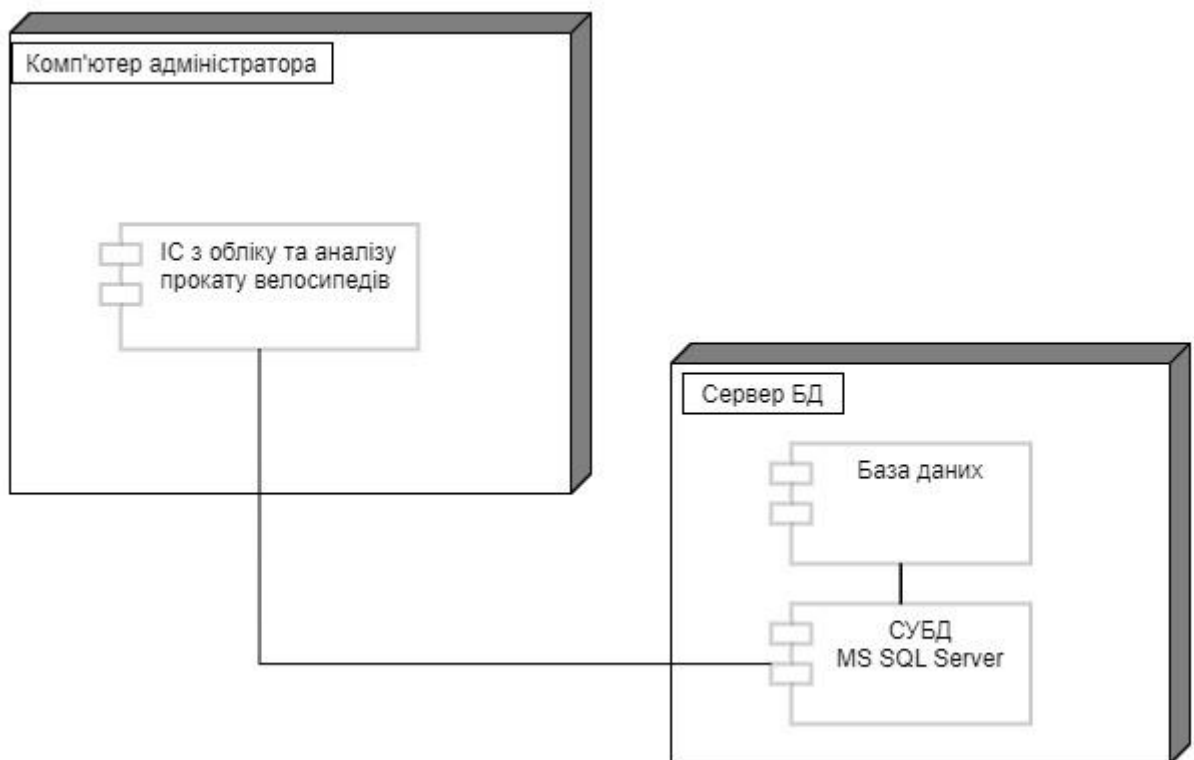 Комп'ютер адміністратора
ІС з обліку та аналізу
прокату велосипедів
Сервер БД
База даних
СУБД
MS SQL Server